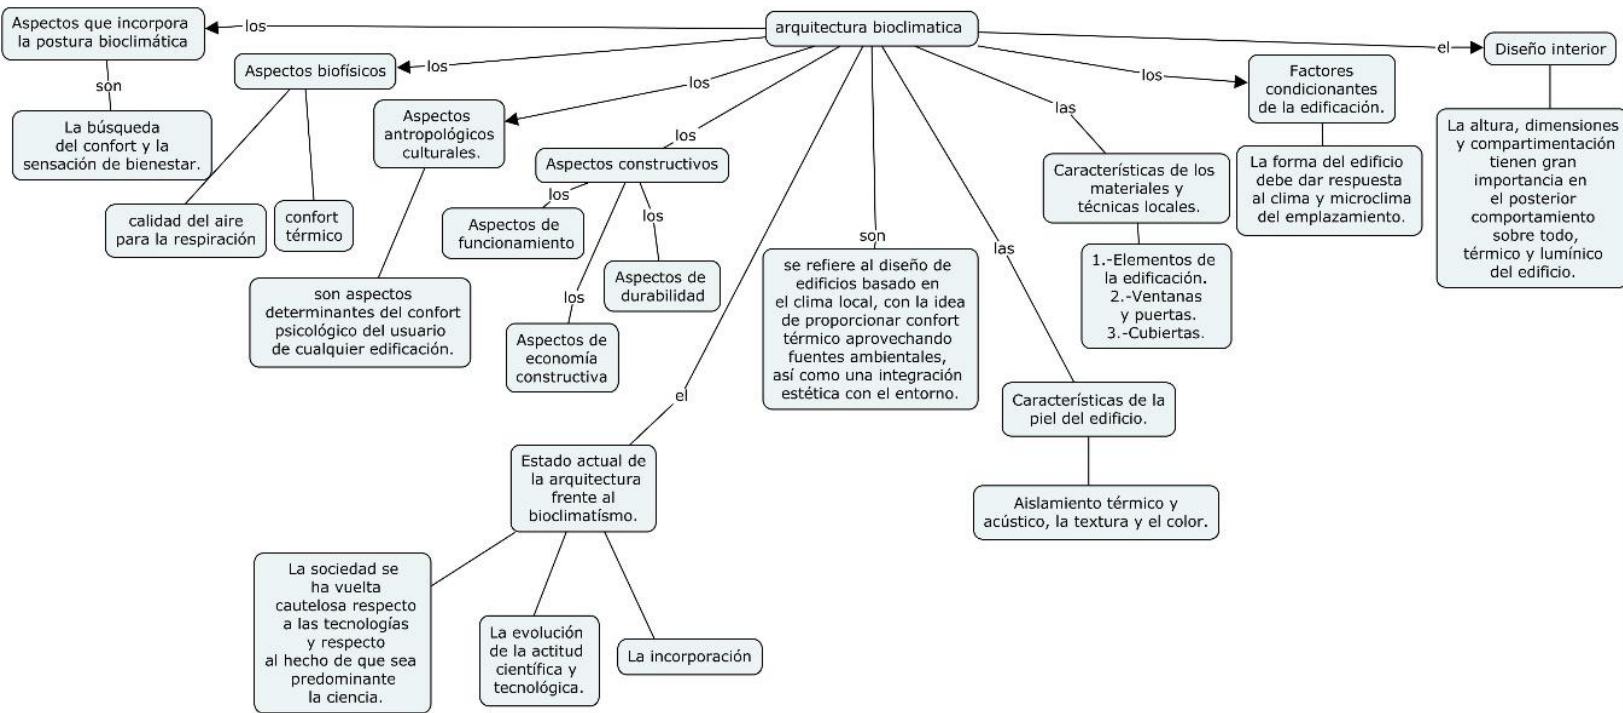 arquitectura bioclimatica
los
Aspectos que incorpora
la postura bioclimática
son
La búsqueda
del confort y la
sensación de bienestar.
los
Aspectos biofísicos
calidad del aire
para la respiración
confort
térmico
los
Aspectos
antropológicos
culturales.
son aspectos
determinantes del confort
psicológico del usuario
de cualquier edificación.
los
Aspectos constructivos
los
Aspectos de
funcionamiento
los
Aspectos de
economía
constructiva
los
Aspectos de
durabilidad
el
Estado actual de
la arquitectura
frente al
bioclimatísmo.
La sociedad se
ha vuelta
cautelosa respecto
a las tecnologías
y respecto
al hecho de que sea
predominante
la ciencia.
La evolución
de la actitud
científica y
tecnológica.
La incorporación
son
se refiere al diseño de
edificios basado en
el clima local, con la idea
de proporcionar confort
térmico aprovechando
fuentes ambientales,
así como una integración
estética con el entorno.
las
Características de la
piel del edificio.
Aislamiento térmico y
acústico, la textura y el color.
las
Características de los
materiales y
técnicas locales.
1.-Elementos de
la edificación.
2.-Ventanas
y puertas.
3.-Cubiertas.
los
Factores
condicionantes
de la edificación.
La forma del edificio
debe dar respuesta
al clima y microclima
del emplazamiento.
el
Diseño interior
La altura, dimensiones
y compartimentación
tienen gran
importancia en
el posterior
comportamiento
sobre todo,
térmico y lumínico
del edificio.